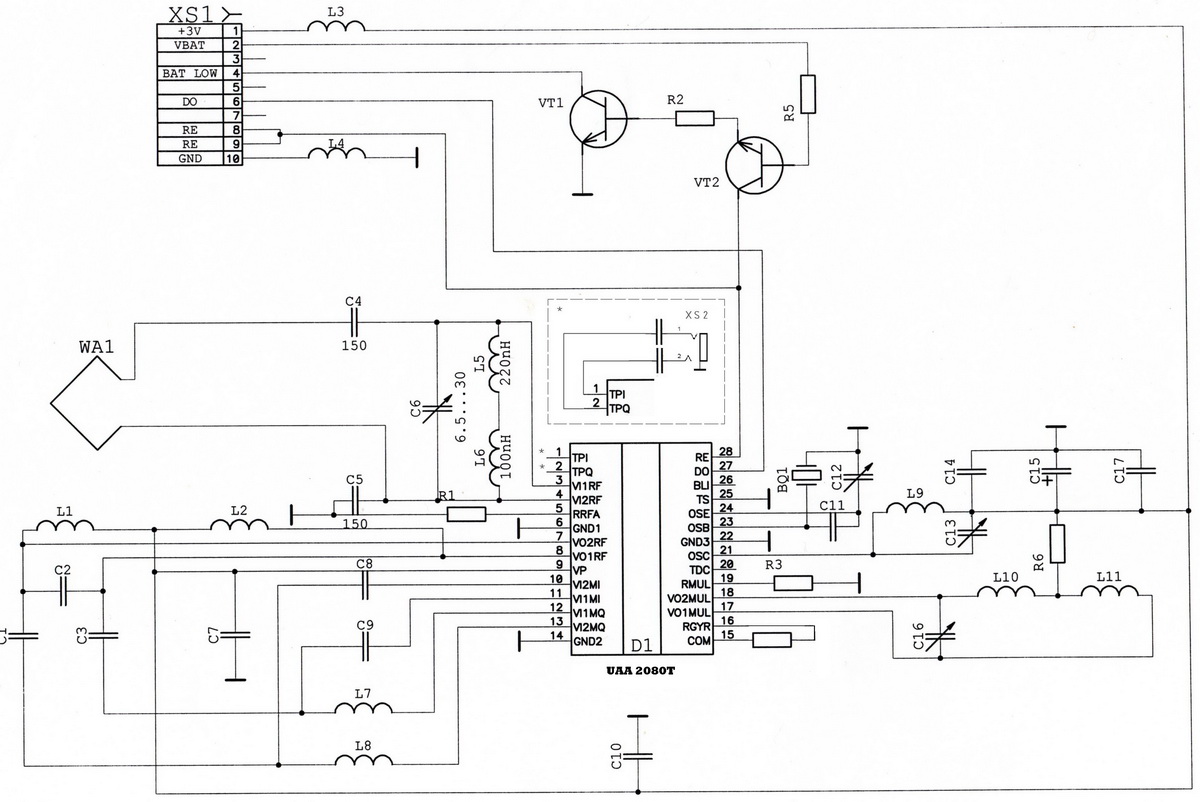 XS1
+3V 1
VBAT 2
3
BAT LOW 4
5
DO 6
7
RE 8
RE 9
GND 10
L3
L4
VT1
R2
R5
VT2
WA1
C4
150
C6
6.5...30
L5
220nH
L6
100nH
C5
150
R1
*
XS2
1
2
1 TPI
2 TPQ
* 1 TPI
* 2 TPQ
3 VI1RF
4 VI2RF
5 RRFA
6 GND1
7 VO2RF
8 VO1RF
9 VP
10 VI2MI
11 VI1MI
12 VI1MQ
13 VI2MQ
14 GND2
RE 28
DO 27
BLI 26
TS 25
OSE 24
OSB 23
GND3 22
OSC 21
TDC 20
RMUL 19
VO2MUL 18
VO1MUL 17
RGYR 16
COM 15
D1
UAA 2080T
L1
L2
C2
C1
C3
C7
C8
C9
L7
L8
C10
BQ1
C12
C11
R3
L9
C14
C15
+
C17
C13
R6
L10
L11
C16